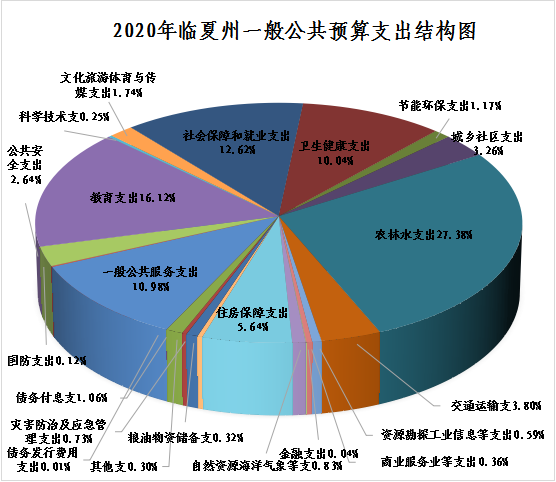 2020年临夏州一般公共预算支出结构图
文化旅游体育与传
媒支出1.74%
科学技术支0.25%
公共安
全支出
2.64%
教育支出16.12%
社会保障和就业支出
12.62%
卫生健康支出
10.04%
节能环保支出1.17%
城乡社区支出
3.26%
农林水支出27.38%
一般公共服务支出
10.98%
住房保障支出
5.64%
国防支出0.12%
债务付息支1.06%
灾害防治及应急管
理支出0.73%
债务发行费用
支出0.01%
其他支0.30%
粮油物资储备支0.32%
自然资源海洋气象等支0.83%
金融支出0.04%
商业服务业等支出0.36%
资源勘探工业信息等支出0.59%
交通运输支3.80%